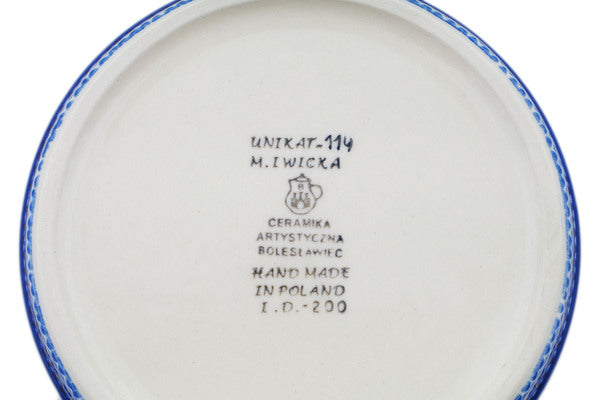 UNIKAT-114
M.IWICKA
B
CERAMIKA
ARTYSTYCZNA
BOLESŁAWIEC
HAND MADE
IN POLAND
I.D.-200